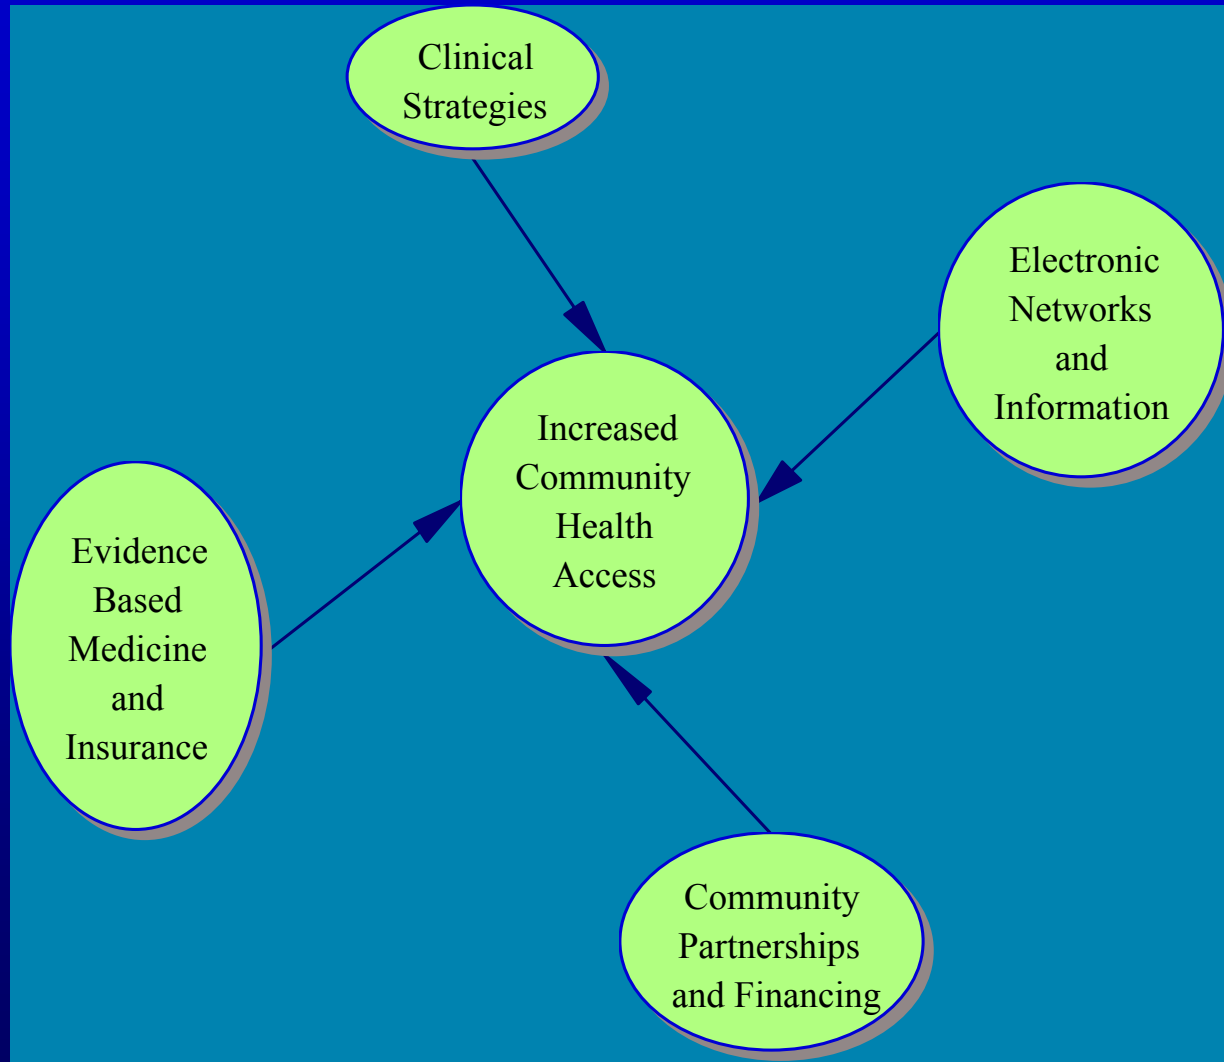 Clinical
Strategies
Electronic
Networks
and
Information
Increased
Community
Health
Access
Evidence
Based
Medicine
and
Insurance
Community
Partnerships
and Financing